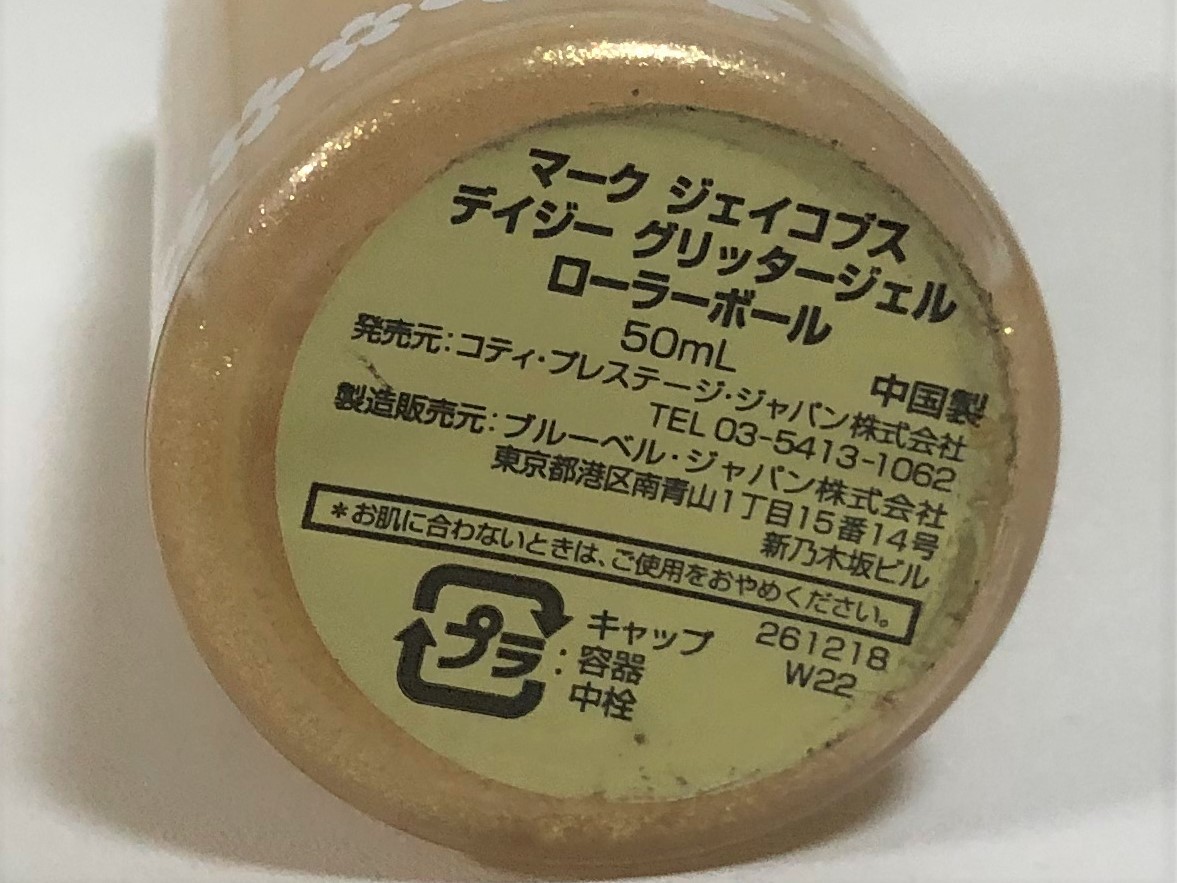 マーク ジェイコブス
デイジー グリッタージェル
ローラーボール
50mL
中国製
発売元:コティ・プレステージ・ジャパン株式会社
TEL 03-5413-1062
製造販売元:ブルーベル・ジャパン株式会社
東京都港区南青山1丁目15番14号
新乃木坂ビル
*お肌に合わないときは、ご使用をおやめください。
プラ:キャップ
容器
中栓
261218
W22